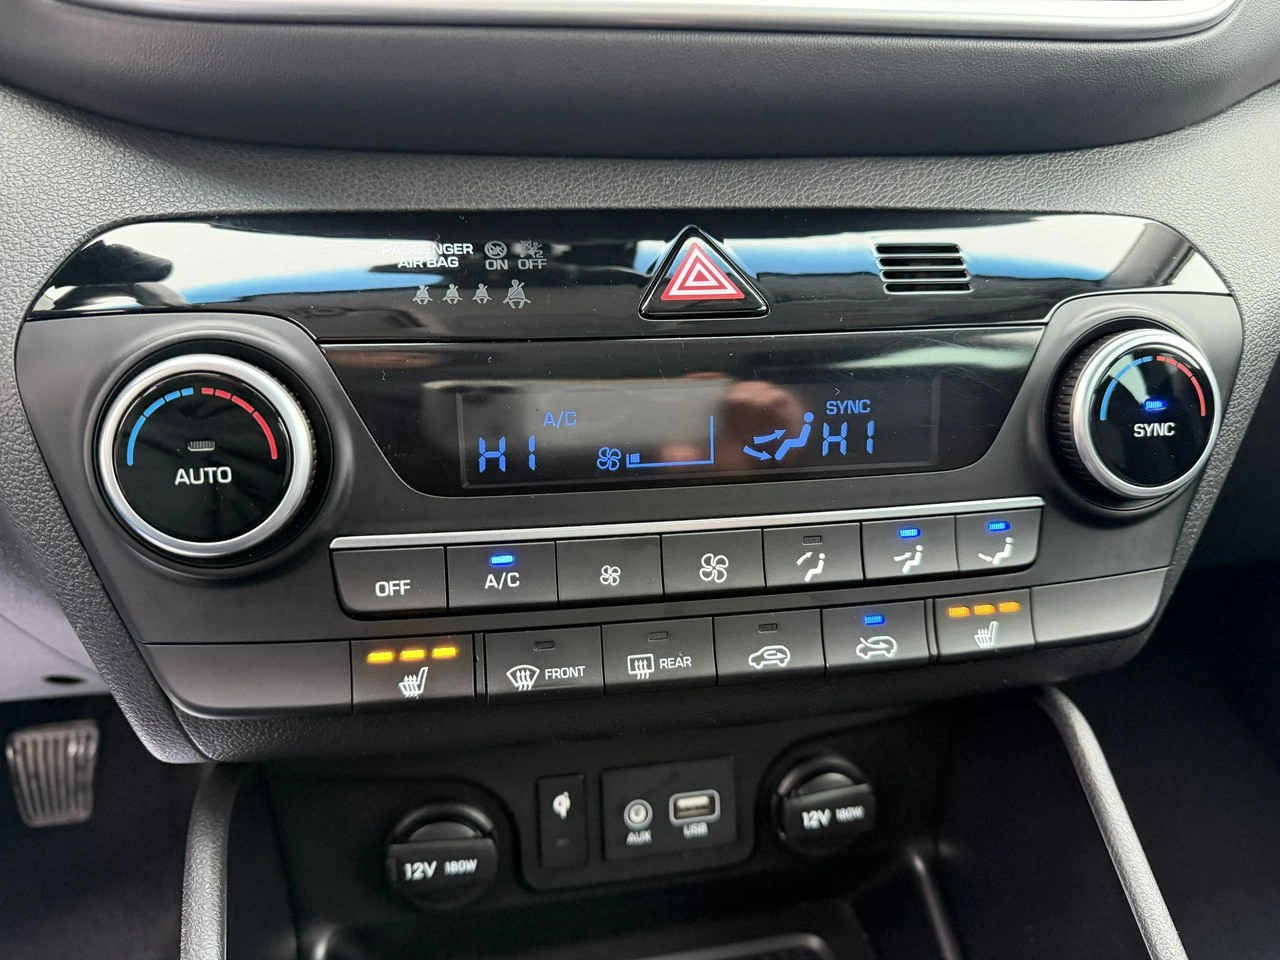 PASSENGER
AIR BAG
ON OFF
A/C
SYNC
HI
HI
AUTO
SYNC
OFF
A/C
FRONT
REAR
AUX
USB
12V 180W
12V 180W